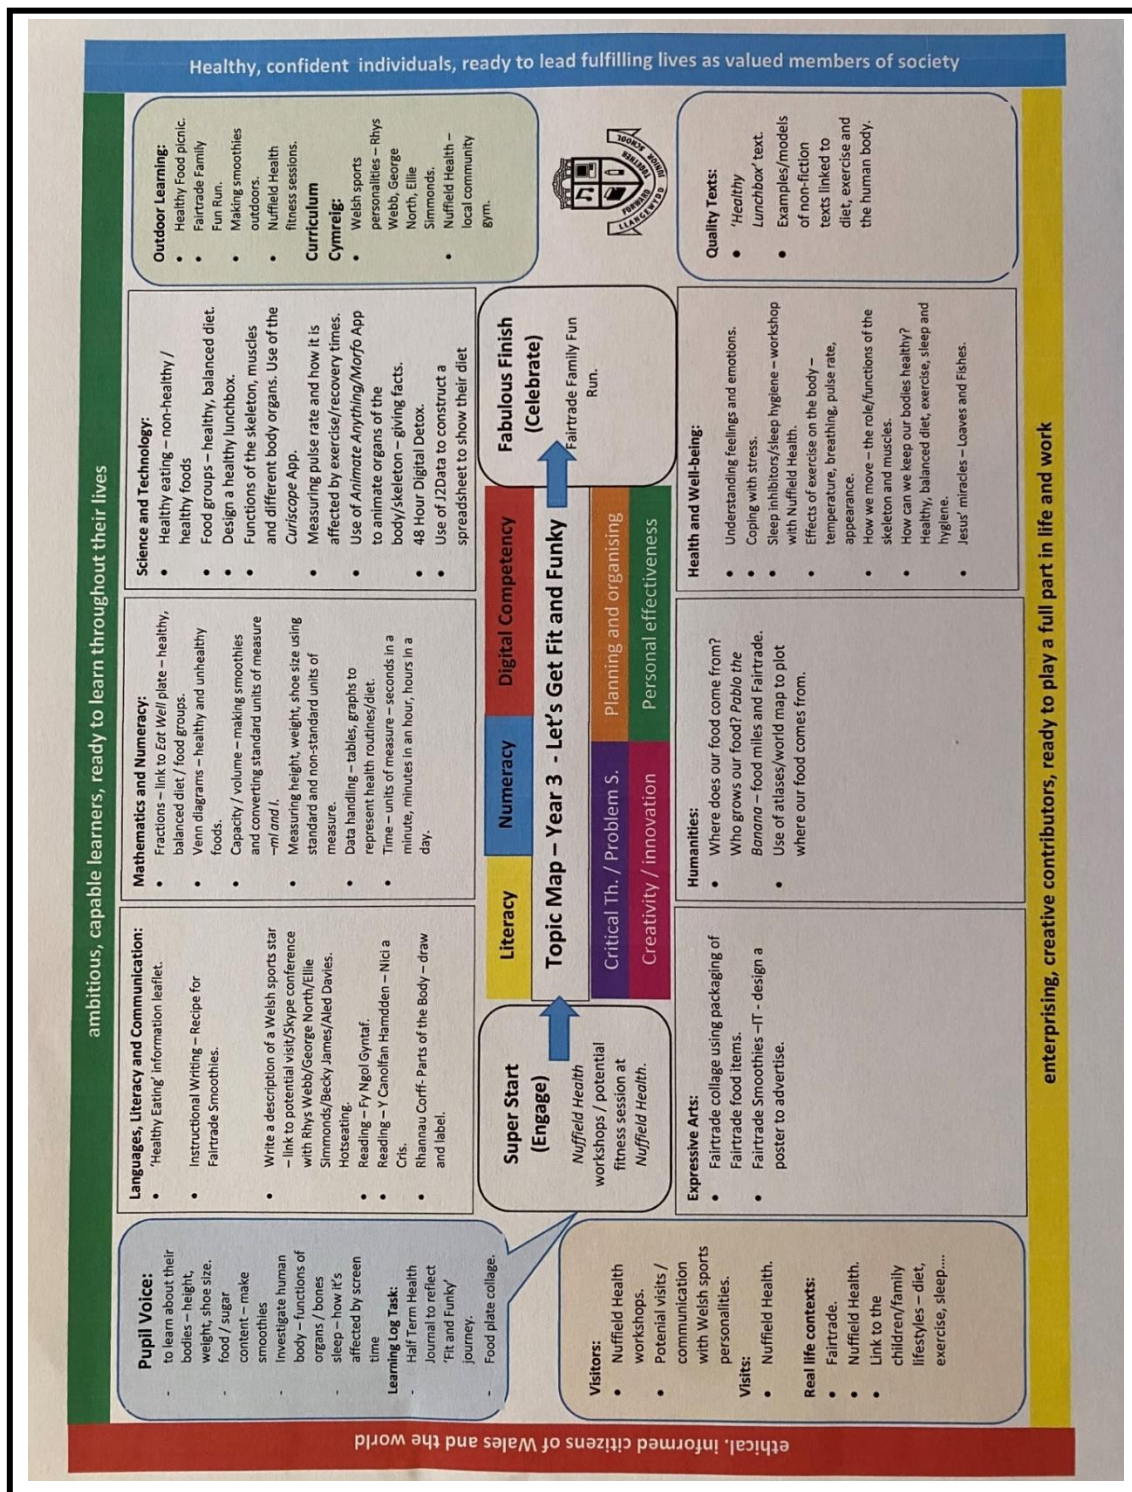 ambitious, capable learners, ready to learn throughout their lives
Pupil Voice:
- to learn about their
bodies – height,
weight, shoe size.
- food / sugar
content – make
smoothies
- Investigate human
body – functions of
organs / bones
- sleep – how it's
affected by screen
time
Learning Log Task:
- Half Term Health
Journal to reflect
'Fit and Funky'
journey.
- Food plate collage.
Languages, Literacy and Communication:
• 'Healthy Eating' information leaflet.
• Instructional Writing – Recipe for
Fairtrade Smoothies.
• Write a description of a Welsh sports star
– link to potential visit/Skype conference
with Rhys Webb/George North/Ellie
Simmonds/Becky James/Aled Davies.
Hotseating.
• Reading – Fy Ngol Gyntaf.
• Reading – Y Canolfan Hamdden – Nici a
Cris.
• Rhannau Corff- Parts of the Body – draw
and label.
Mathematics and Numeracy:
• Fractions – link to Eat Well plate – healthy,
balanced diet / food groups.
• Venn diagrams – healthy and unhealthy
foods.
• Capacity / volume – making smoothies
and converting standard units of measure
–ml and l.
• Measuring height, weight, shoe size using
standard and non-standard units of
measure.
• Data handling – tables, graphs to
represent health routines/diet.
• Time – units of measure – seconds in a
minute, minutes in an hour, hours in a
day.
Science and Technology:
• Healthy eating – non-healthy /
healthy foods
• Food groups – healthy, balanced diet.
• Design a healthy lunchbox.
• Functions of the skeleton, muscles
and different body organs. Use of the
Curiscope App.
• Measuring pulse rate and how it is
affected by exercise/recovery times.
• Use of Animate Anything/Morfo App
to animate organs of the
body/skeleton – giving facts.
• 48 Hour Digital Detox.
• Use of J2Data to construct a
spreadsheet to show their diet
Outdoor Learning:
• Healthy Food picnic.
• Fairtrade Family
Fun Run.
• Making smoothies
outdoors.
• Nuffield Health
fitness sessions.
Curriculum
Cymreig:
• Welsh sports
personalities – Rhys
Webb, George
North, Ellie
Simmonds.
• Nuffield Health –
local community
gym.
Super Start
(Engage)
Nuffield Health
workshops / potential
fitness session at
Nuffield Health.
Literacy
Numeracy
Digital Competency
Topic Map – Year 3 - Let's Get Fit and Funky
Critical Th. / Problem S.
Planning and organising
Creativity / innovation
Personal effectiveness
Fabulous Finish
(Celebrate)
Fairtrade Family Fun
Run.
FORWARD TOGETHER
LLANGEWYDD JUNIOR SCHOOL
Visitors:
• Nuffield Health
workshops.
• Potenial visits /
communication
with Welsh sports
personalities.
Visits:
• Nuffield Health.
Real life contexts:
• Fairtrade.
• Nuffield Health.
• Link to the
children/family
lifestyles – diet,
exercise, sleep....
Expressive Arts:
• Fairtrade collage using packaging of
Fairtrade food items.
• Fairtrade Smoothies –IT - design a
poster to advertise.
Humanities:
• Where does our food come from?
Who grows our food? Pablo the
Banana – food miles and Fairtrade.
• Use of atlases/world map to plot
where our food comes from.
Health and Well-being:
• Understanding feelings and emotions.
• Coping with stress.
• Sleep inhibitors/sleep hygiene – workshop
with Nuffield Health.
• Effects of exercise on the body –
temperature, breathing, pulse rate,
appearance.
• How we move – the role/functions of the
skeleton and muscles.
• How can we keep our bodies healthy?
Healthy, balanced diet, exercise, sleep and
hygiene.
• Jesus' miracles – Loaves and Fishes.
Quality Texts:
• 'Healthy
Lunchbox' text.
• Examples/models
of non-fiction
texts linked to
diet, exercise and
the human body.
ethical. informed citizens of Wales and the world
Healthy, confident individuals, ready to lead fulfilling lives as valued members of society
enterprising, creative contributors, ready to play a full part in life and work